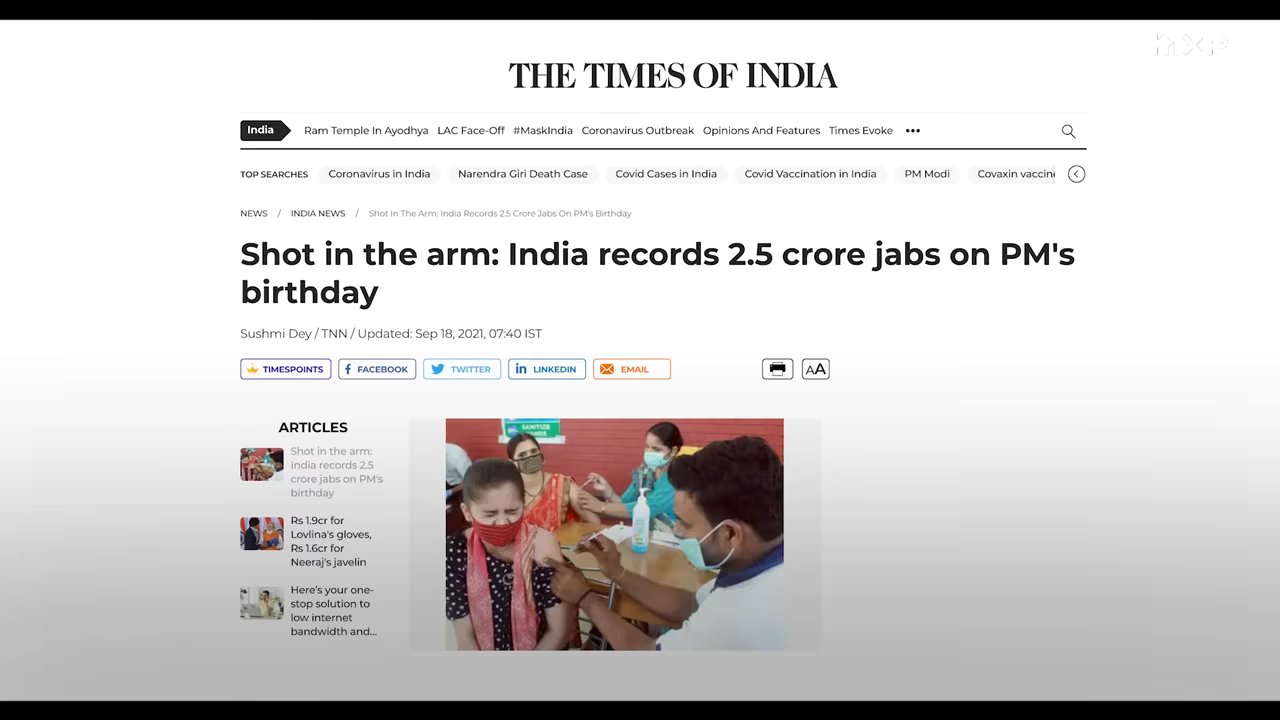 mxp
THE TIMES OF INDIA
India Ram Temple In Ayodhya LAC Face-Off #MaskIndia Coronavirus Outbreak Opinions And Features Times Evoke •••
TOP SEARCHES Coronavirus in India Narendra Giri Death Case Covid Cases in India Covid Vaccination in India PM Modi Covaxin vaccin
NEWS / INDIA NEWS / Shot In The Arm: India Records 2.5 Crore Jabs On PM's Birthday
Shot in the arm: India records 2.5 crore jabs on PM's
birthday
Sushmi Dey / TNN / Updated: Sep 18, 2021, 07:40 IST
TIMESPOINTS FACEBOOK TWITTER LINKEDIN EMAIL AA
ARTICLES
Shot in the arm:
India records 2.5
crore jabs on PM's
birthday
Rs 1.9cr for
Lovlina's gloves,
Rs 1.6cr for
Neeraj's javelin
Here's your one-
stop solution to
low internet
bandwidth and...
SANITIZE
HANDS